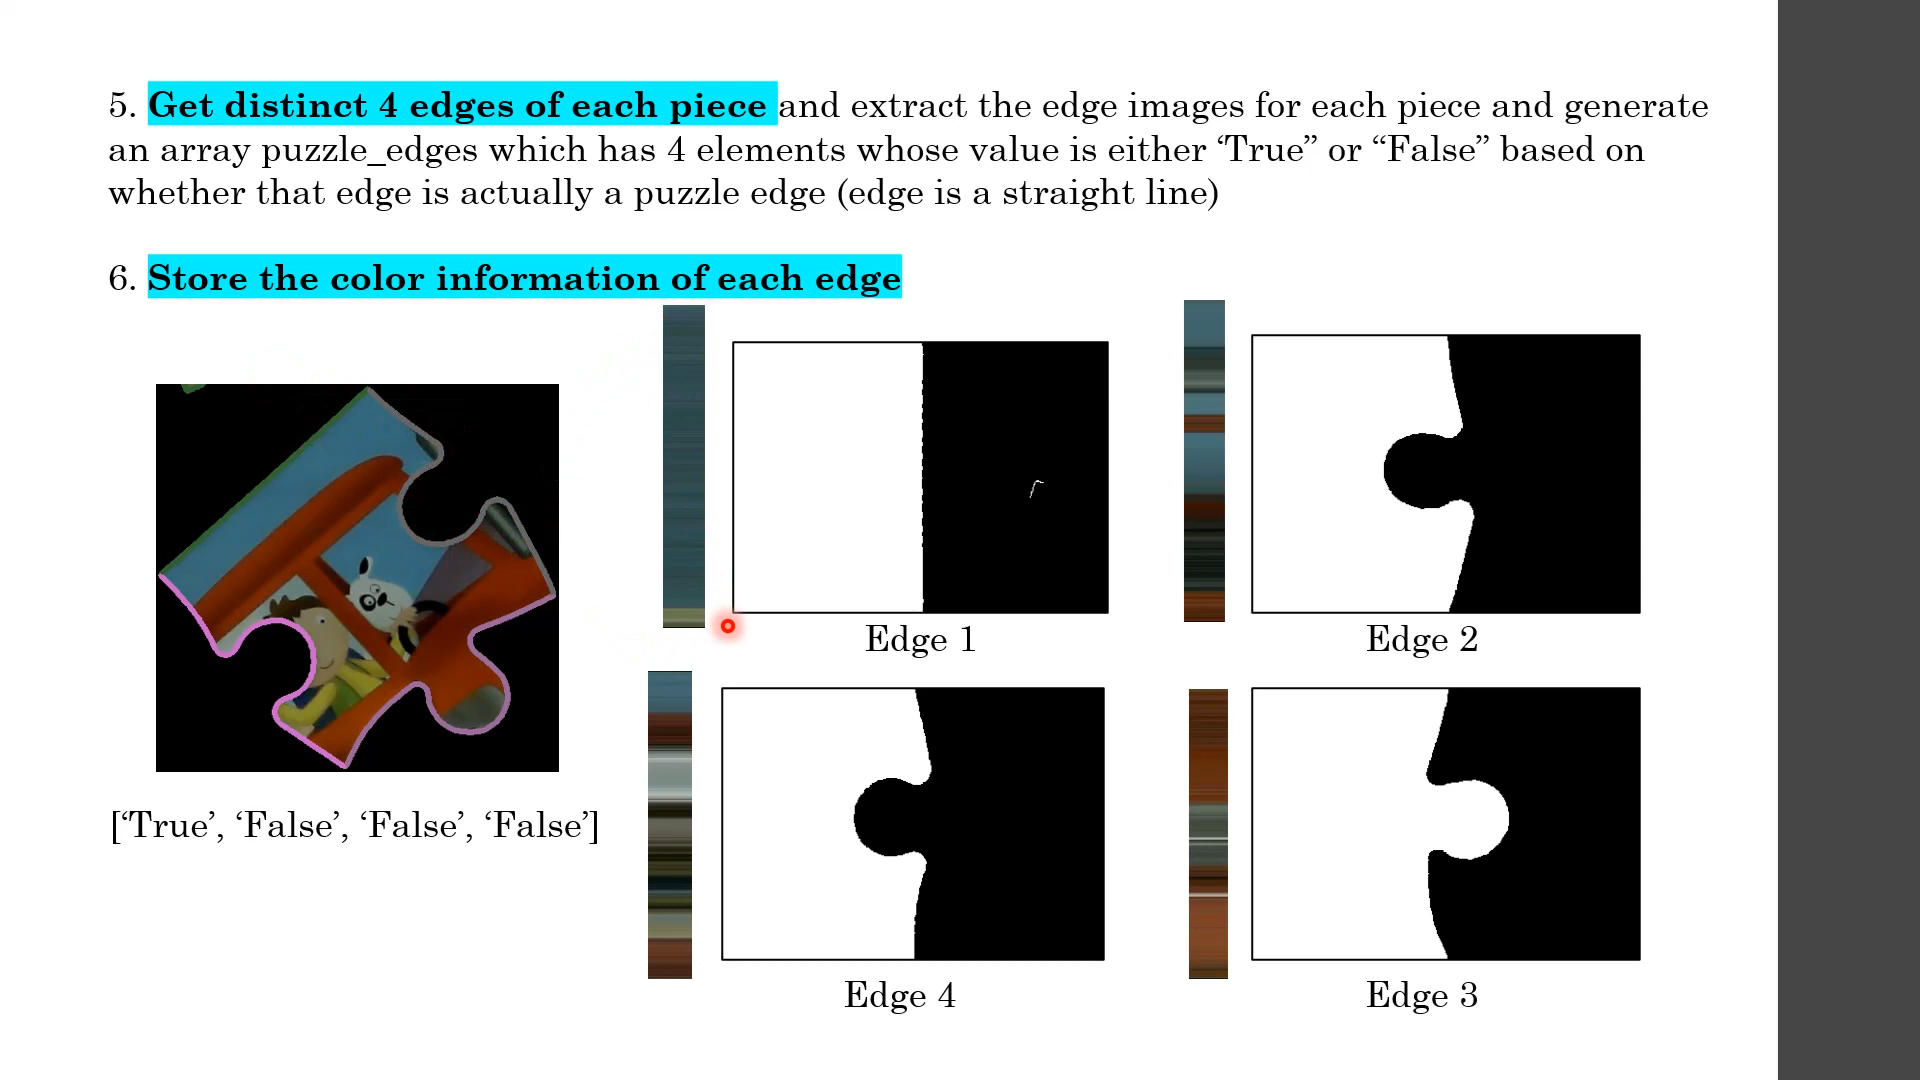 5. Get distinct 4 edges of each piece and extract the edge images for each piece and generate
an array puzzle_edges which has 4 elements whose value is either ‘True” or “False” based on
whether that edge is actually a puzzle edge (edge is a straight line)
6. Store the color information of each edge
Edge 1
Edge 2
[‘True’, ‘False’, ‘False’, ‘False’]
Edge 4
Edge 3